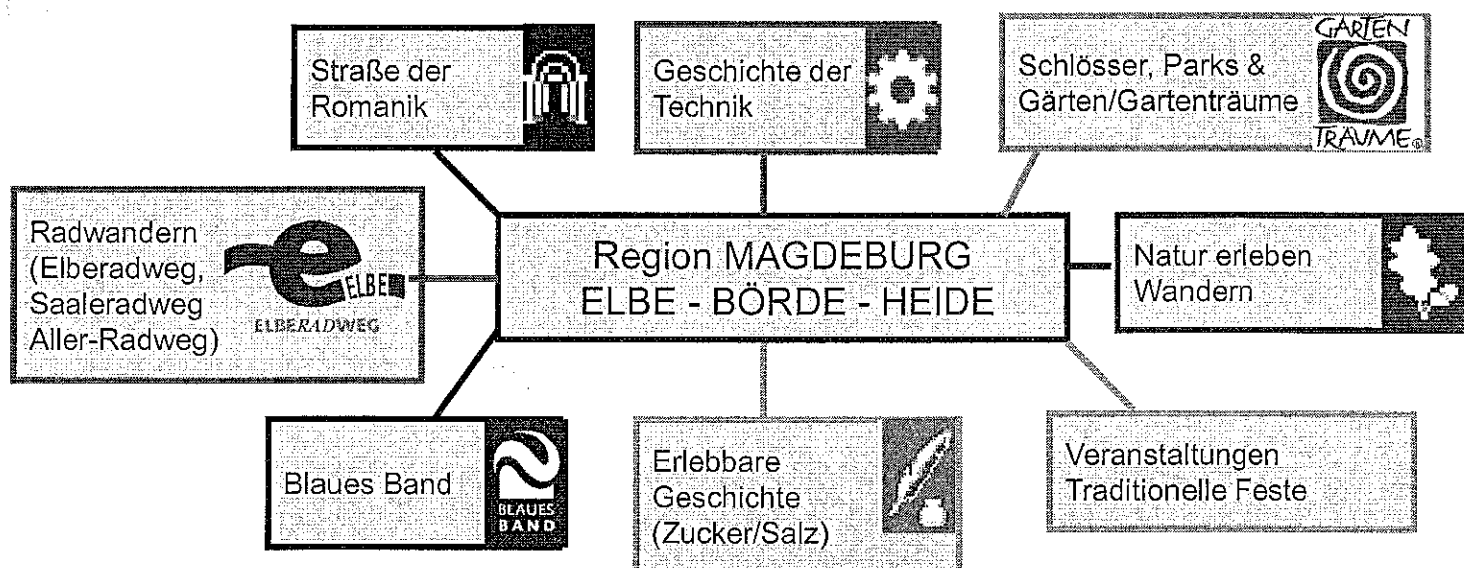 Straße der
Romanik
Geschichte der
Technik
Schlösser, Parks &
Gärten/Gartenträume
GARTEN
TRÄUME®
Radwandern
(Elberadweg,
Saaleradweg
Aller-Radweg)
e
ELBE
ELBERADWEG
Region MAGDEBURG
ELBE - BÖRDE - HEIDE
Natur erleben
Wandern
Blaues Band
BLAUES
BAND
Erlebbare
Geschichte
(Zucker/Salz)
Veranstaltungen
Traditionelle Feste